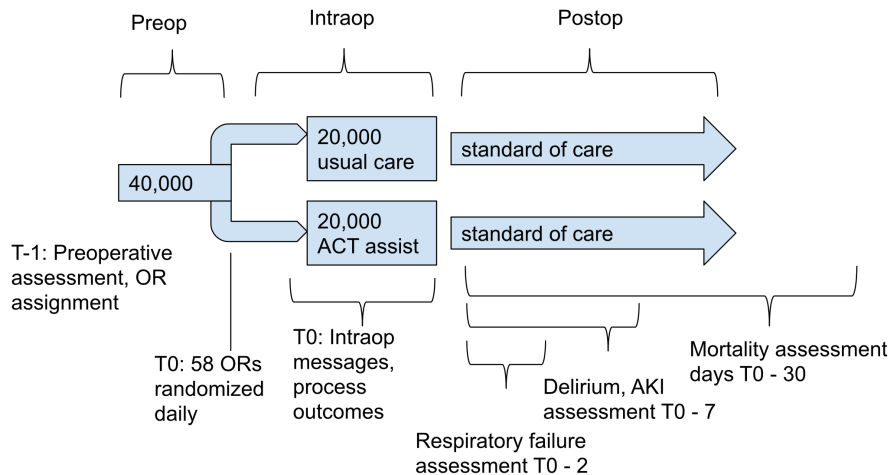 Preop
Intraop
Postop
20,000
usual care
standard of care
40,000
20,000
ACT assist
standard of care
T-1: Preoperative
assessment, OR
assignment
T0: 58 ORs
randomized
daily
T0: Intraop
messages,
process
outcomes
Mortality assessment
days T0 - 30
Delirium, AKI
assessment T0 - 7
Respiratory failure
assessment T0 - 2